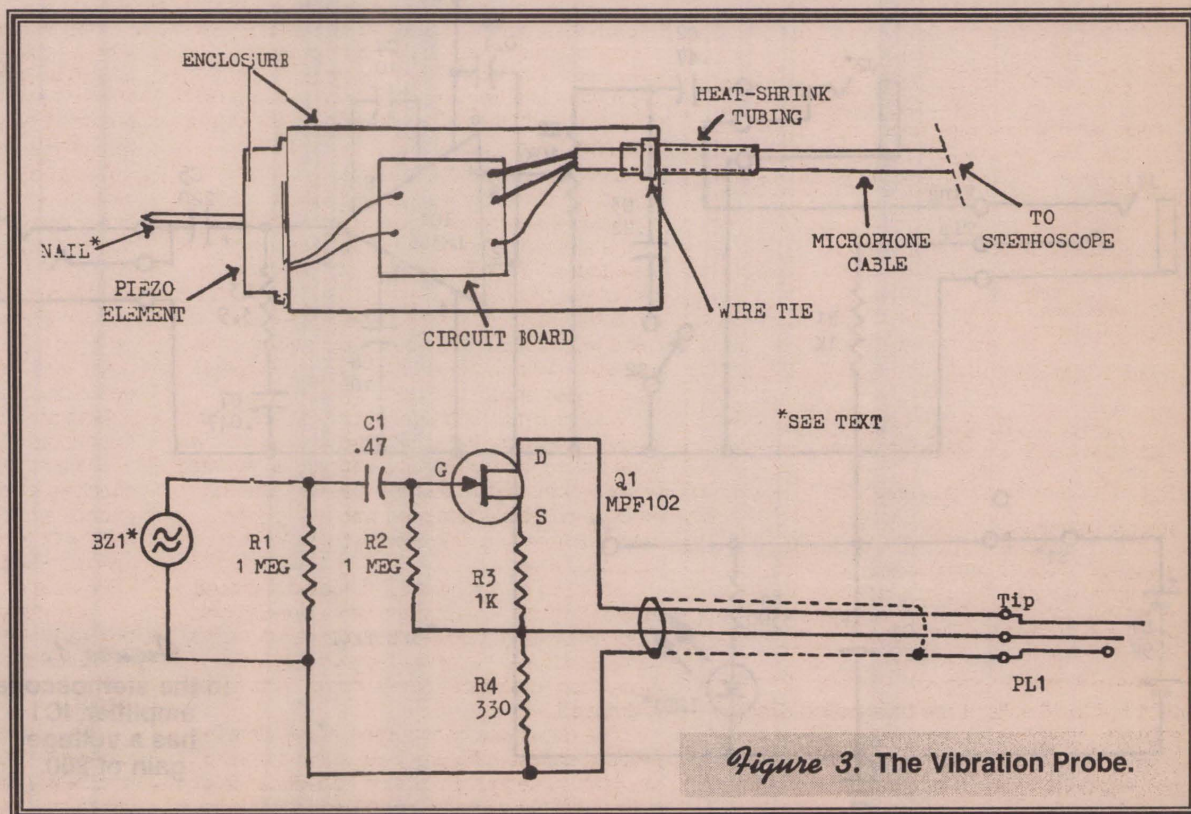 ENCLOSURE
HEAT-SHRINK
TUBING
NAIL*
PIEZO
ELEMENT
CIRCUIT BOARD
MICROPHONE
CABLE
WIRE TIE
TO
STETHOSCOPE
*SEE TEXT
C1
.47
G
D
S
Q1
MPF102
BZ1*
R1
1 MEG
R2
1 MEG
R3
1K
R4
330
Tip
PL1
Figure 3. The Vibration Probe.